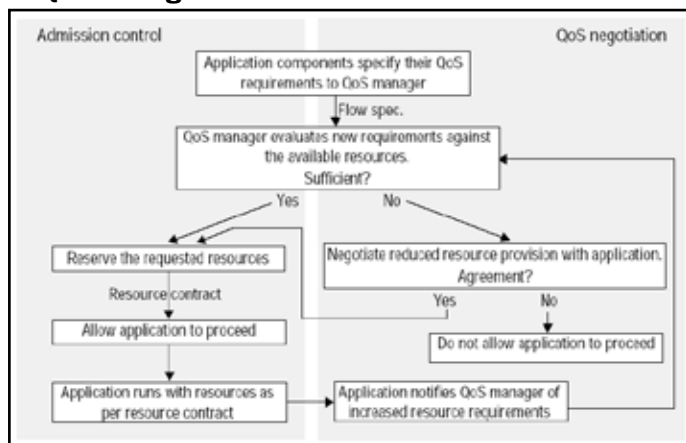 Admission control
QoS negotiation
Application components specify their QoS
requirements to QoS manager
Flow spec.
QoS manager evaluates new requirements against
the available resources.
Sufficient?
Yes
No
Reserve the requested resources
Negotiate reduced resource provision with application.
Agreement?
Resource contract
Yes
No
Allow application to proceed
Do not allow application to proceed
Application runs with resources as
per resource contract
Application notifies QoS manager of
increased resource requirements